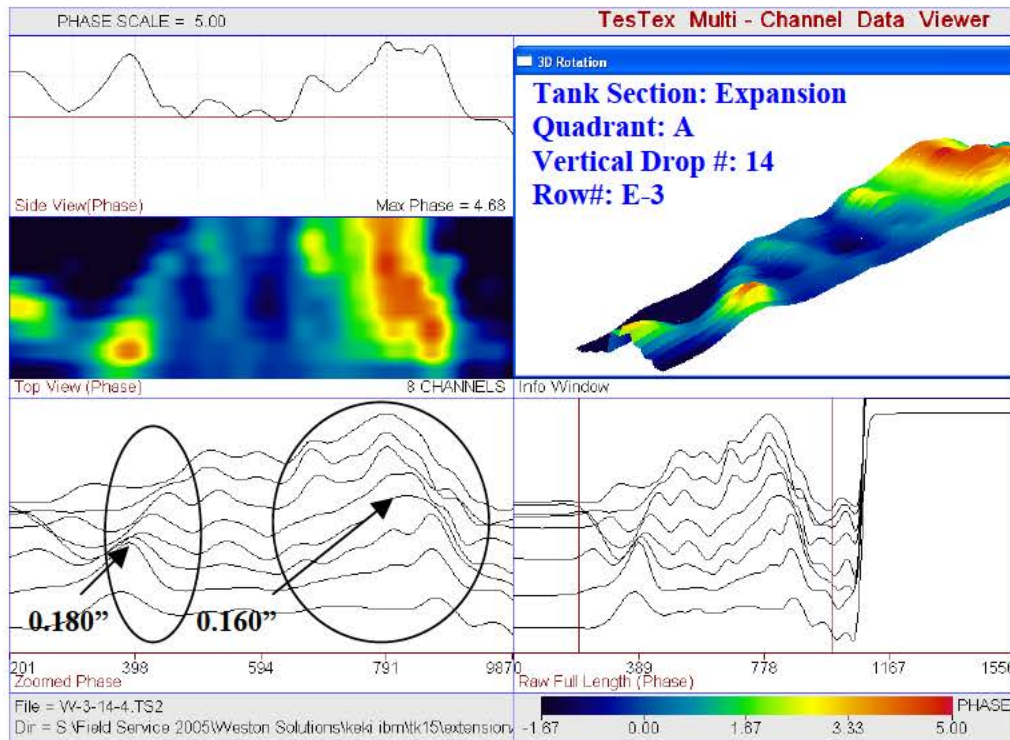 PHASE SCALE = 5.00
TesTex Multi - Channel Data Viewer
Side View(Phase)
Max Phase = 4.68
3D Rotation
Tank Section: Expansion
Quadrant: A
Vertical Drop #: 14
Row#: E-3
Top View (Phase)
8 CHANNELS
Info Window
0.180”
0.160”
201 398 594 791 987
Zoomed Phase
0 389 778 1167 1556
Raw Full Length (Phase)
File = W-3-14-4.TS2
Dir = S:\Field Service 2005\Weston Solutions\keki ibm\tk15\extension
PHASE
-1.67 0.00 1.67 3.33 5.00